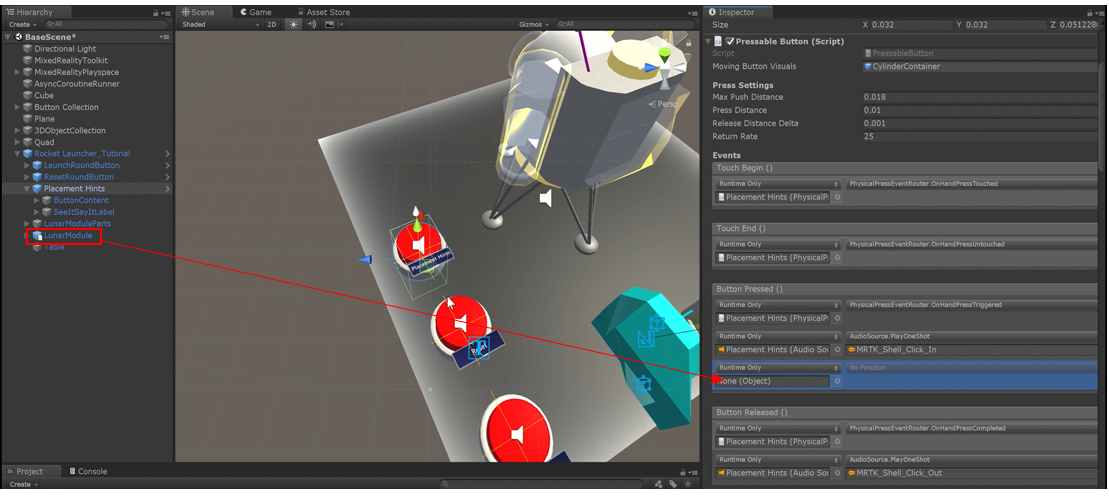 Hierarchy
Create
All
BaseScene*
Directional Light
MixedRealityToolkit
MixedRealityPlayspace
AsyncCoroutineRunner
Cube
Button Collection
Plane
3DObjectCollection
Quad
Rocket Launcher_Tutorial
LaunchRoundButton
ResetRoundButton
Placement Hints
ButtonContent
SeeItSayItLabel
LunarModuleParts
LunarModule
Table
Scene
Game
Asset Store
Shaded
2D
Gizmos
All
Persp
Placement Hints
Reset
Project
Console
Create
Inspector
Size X 0.032 Y 0.032 Z 0.0512280
Pressable Button (Script)
Script PressableButton
Moving Button Visuals CylinderContainer
Press Settings
Max Push Distance 0.018
Press Distance 0.01
Release Distance Delta 0.001
Return Rate 25
Events
Touch Begin ()
Runtime Only PhysicalPressEventRouter.OnHandPressTouched
Placement Hints (PhysicalP
Touch End ()
Runtime Only PhysicalPressEventRouter.OnHandPressUntouched
Placement Hints (PhysicalP
Button Pressed ()
Runtime Only PhysicalPressEventRouter.OnHandPressTriggered
Placement Hints (PhysicalP
Runtime Only AudioSource.PlayOneShot
Placement Hints (Audio Sou MRTK_Shell_Click_In
Runtime Only No Function
None (Object)
Button Released ()
Runtime Only PhysicalPressEventRouter.OnHandPressCompleted
Placement Hints (PhysicalP
Runtime Only AudioSource.PlayOneShot
Placement Hints (Audio Sou MRTK_Shell_Click_Out